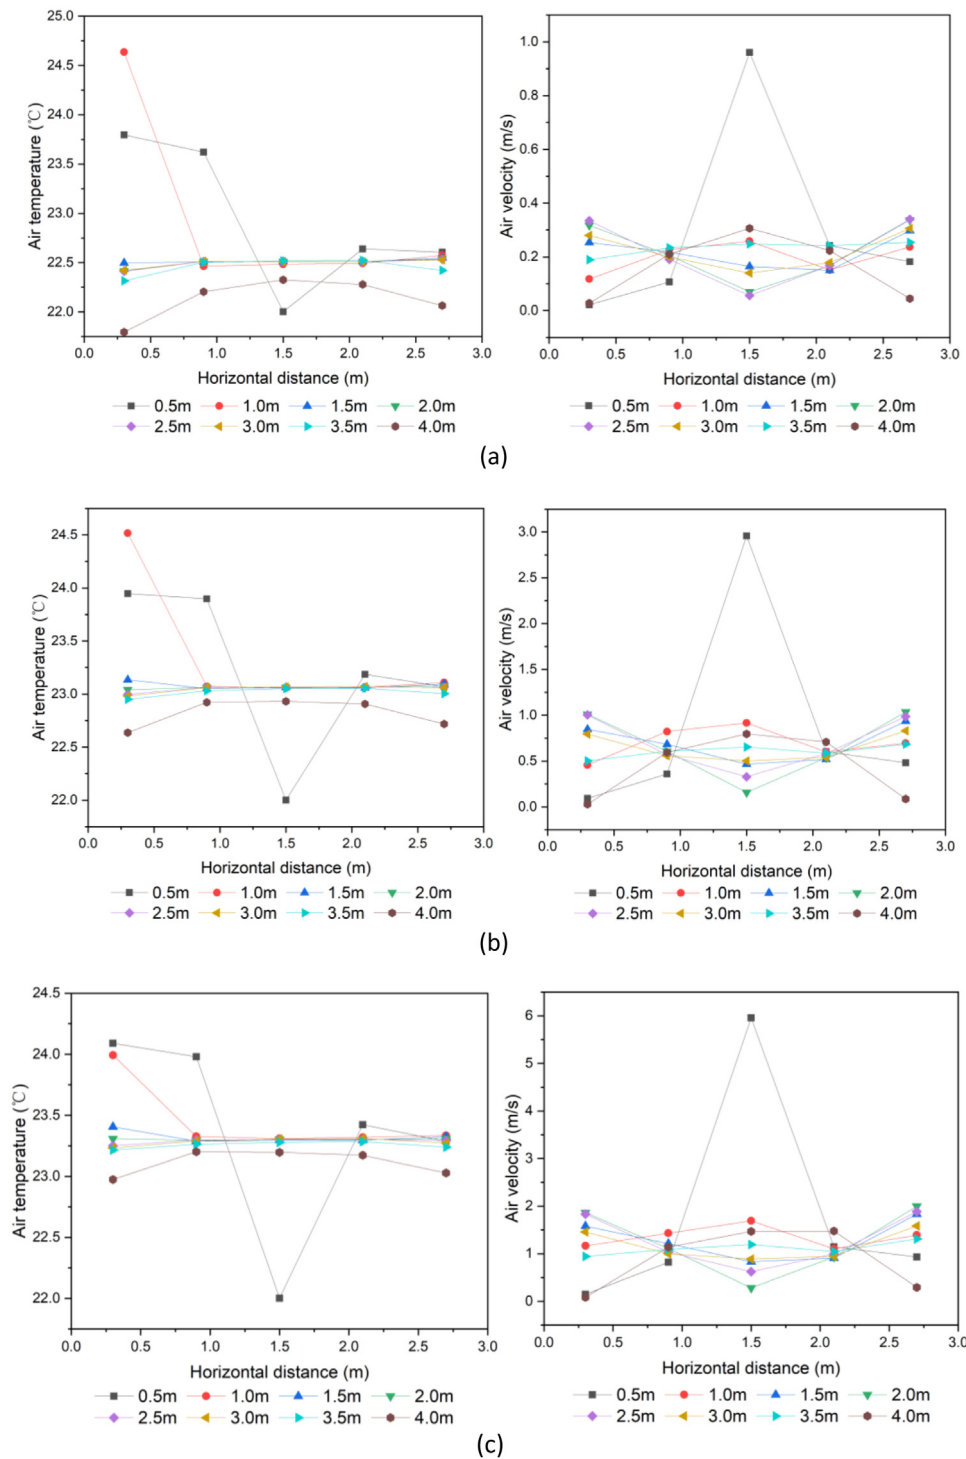 25.0
24.5
24.0
23.5
23.0
22.5
22.0
Air temperature (℃)
0.0 0.5 1.0 1.5 2.0 2.5 3.0
Horizontal distance (m)
0.5m 1.0m 1.5m 2.0m
2.5m 3.0m 3.5m 4.0m
1.0
0.8
0.6
0.4
0.2
0.0
Air velocity (m/s)
0.0 0.5 1.0 1.5 2.0 2.5 3.0
Horizontal distance (m)
0.5m 1.0m 1.5m 2.0m
2.5m 3.0m 3.5m 4.0m
(a)
24.5
24.0
23.5
23.0
22.5
22.0
Air temperature (℃)
0.0 0.5 1.0 1.5 2.0 2.5 3.0
Horizontal distance (m)
0.5m 1.0m 1.5m 2.0m
2.5m 3.0m 3.5m 4.0m
3.0
2.5
2.0
1.5
1.0
0.5
0.0
Air velocity (m/s)
0.0 0.5 1.0 1.5 2.0 2.5 3.0
Horizontal distance (m)
0.5m 1.0m 1.5m 2.0m
2.5m 3.0m 3.5m 4.0m
(b)
24.5
24.0
23.5
23.0
22.5
22.0
Air temperature (℃)
0.0 0.5 1.0 1.5 2.0 2.5 3.0
Horizontal distance (m)
0.5m 1.0m 1.5m 2.0m
2.5m 3.0m 3.5m 4.0m
6
5
4
3
2
1
0
Air velocity (m/s)
0.0 0.5 1.0 1.5 2.0 2.5 3.0
Horizontal distance (m)
0.5m 1.0m 1.5m 2.0m
2.5m 3.0m 3.5m 4.0m
(c)